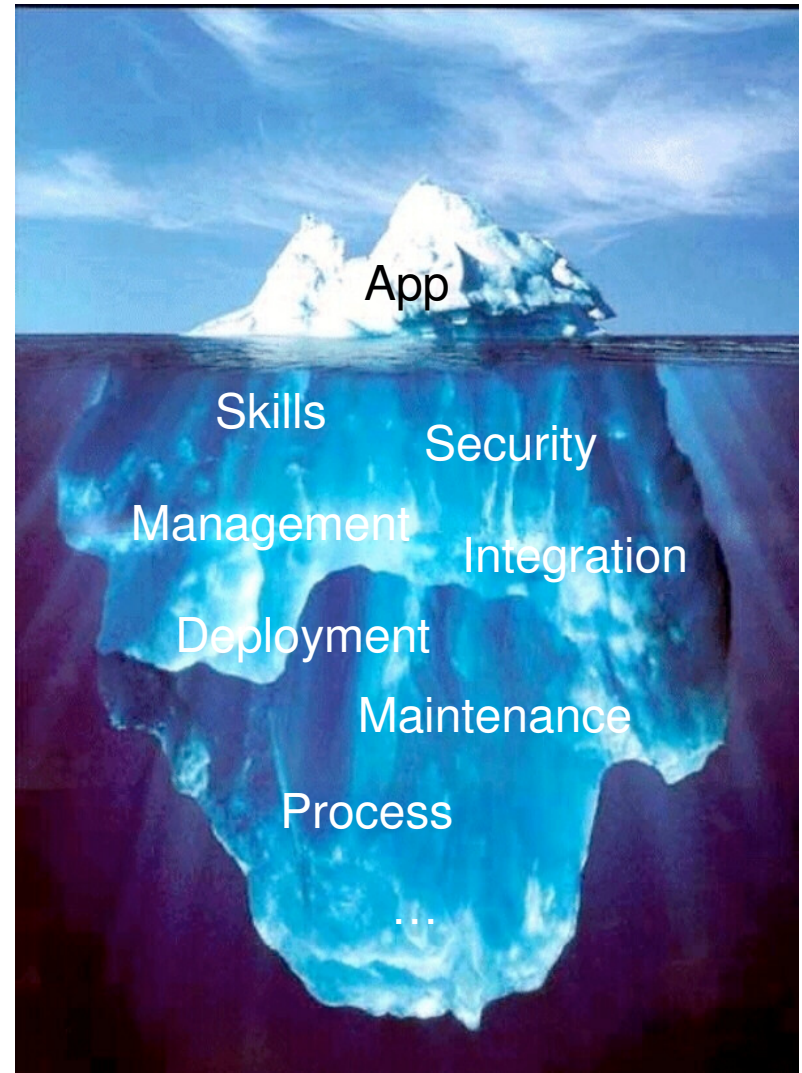 App
Skills
Security
Management
Integration
Deployment
Maintenance
Process
…